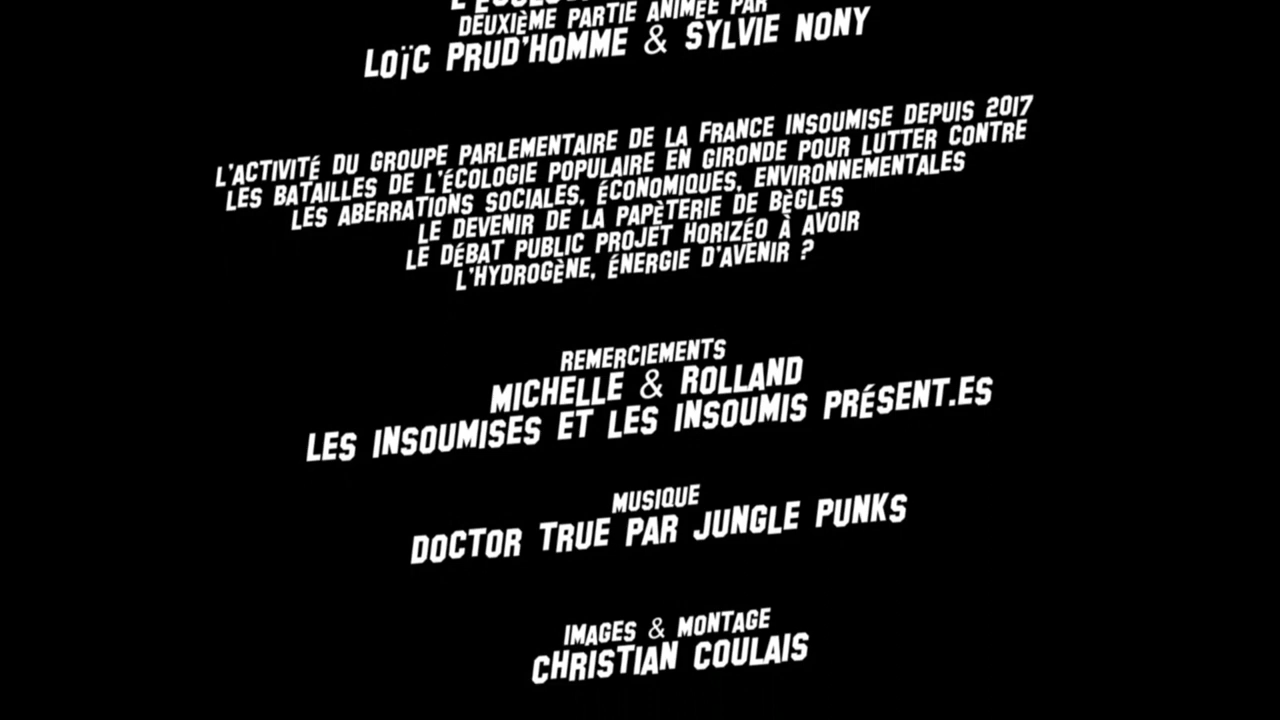 DEUXIÈME PARTIE ANIMÉE PAR
LOÏC PRUD'HOMME & SYLVIE NONY
L'ACTIVITÉ DU GROUPE PARLEMENTAIRE DE LA FRANCE INSOUMISE DEPUIS 2017
LES BATAILLES DE L'ÉCOLOGIE POPULAIRE EN GIRONDE POUR LUTTER CONTRE
LES ABERRATIONS SOCIALES, ÉCONOMIQUES, ENVIRONNEMENTALES
LE DEVENIR DE LA PAPÈTERIE DE BÈGLES
LE DÉBAT PUBLIC PROJET HORIZÉO À AVOIR
L'HYDROGÈNE, ÉNERGIE D'AVENIR ?
REMERCIEMENTS
MICHELLE & ROLLAND
LES INSOUMISES ET LES INSOUMIS PRÉSENT.ES
MUSIQUE
DOCTOR TRUE PAR JUNGLE PUNKS
IMAGES & MONTAGE
CHRISTIAN COULAIS